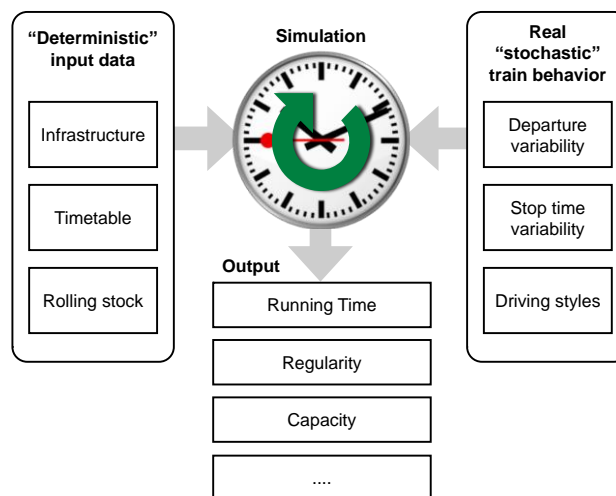 “Deterministic”
input data
Infrastructure
Timetable
Rolling stock
Simulation
Output
Running Time
Regularity
Capacity
....
Real
“stochastic”
train behavior
Departure
variability
Stop time
variability
Driving styles